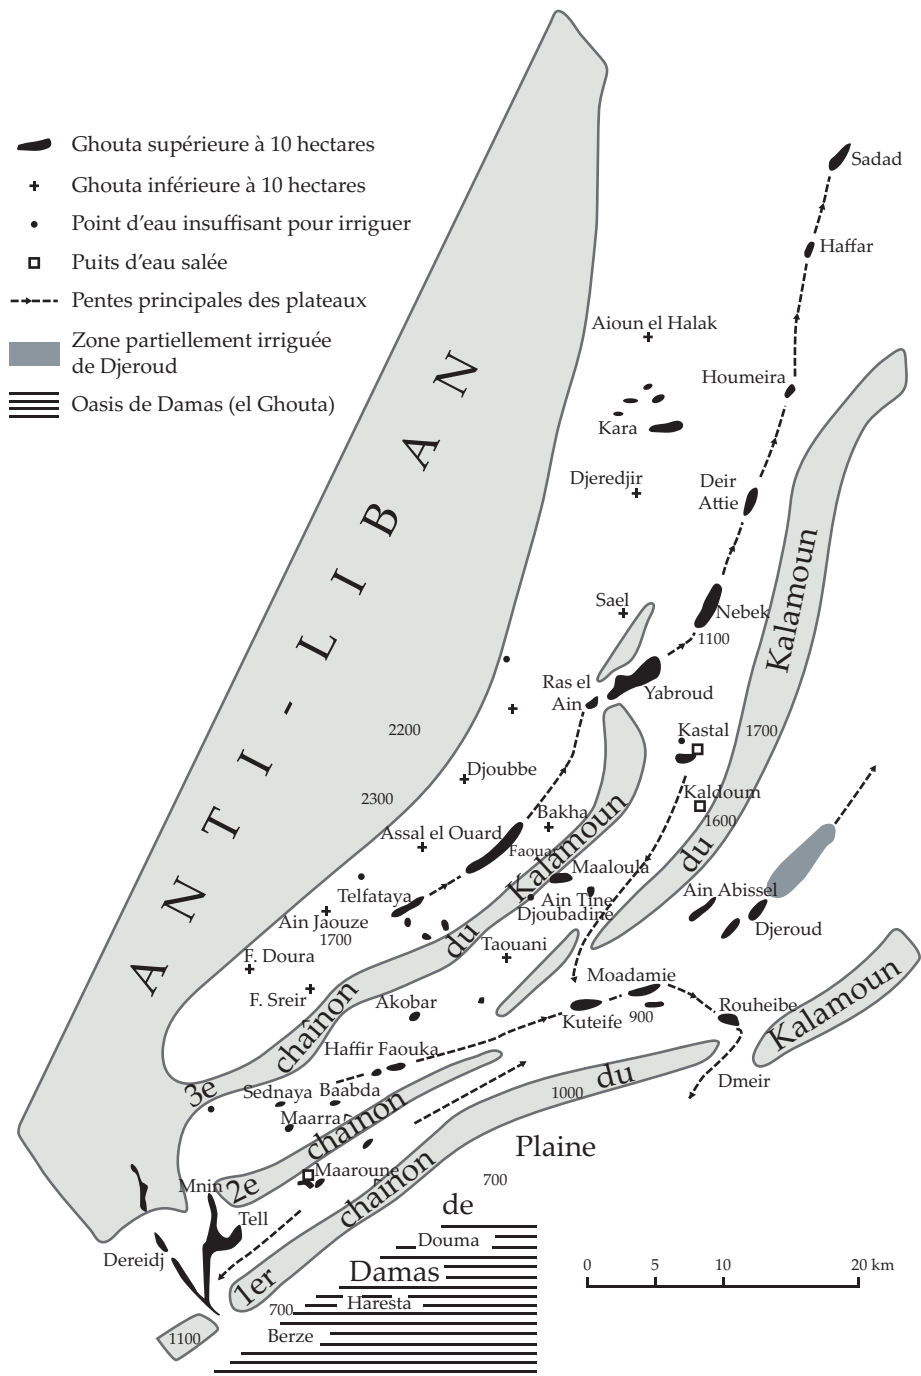 Ghouta supérieure à 10 hectares
Ghouta inférieure à 10 hectares
Point d'eau insuffisant pour irriguer
Puits d'eau salée
Pentes principales des plateaux
Zone partiellement irriguée
de Djeroud
Oasis de Damas (el Ghouta)
ANTI-LIBAN
Sadad
Haffar
Aioun el Halak
Houmeira
Kara
Djeredjir
Deir
Attie
Sael
Nebek
1100
Kalamoun
Ras el
Ain
Yabroud
2200
Kastal
1700
Djoubbe
2300
Kaldoum
1600
Bakha
Assal el Ouard
Faouar
Kalamoun
Maaloula
du
Telfataya
Ain Tine
Djoubadine
Ain Abissel
Ain Jaouze
1700
du
Djeroud
F. Doura
Taouani
F. Sreir
Moadamie
Akobar
Kuteife
900
Rouheibe
Kalamoun
chaînon
Haffir Faouka
3e
Sednaya
Baabda
1000
du
Dmeir
Maarra
chaînon
Plaine
Mnin
2e
Maaroune
chaînon
700
Tell
de
Dereidj
Douma
1er
Damas
0 5 10 20 km
700
Haresta
1100
Berze